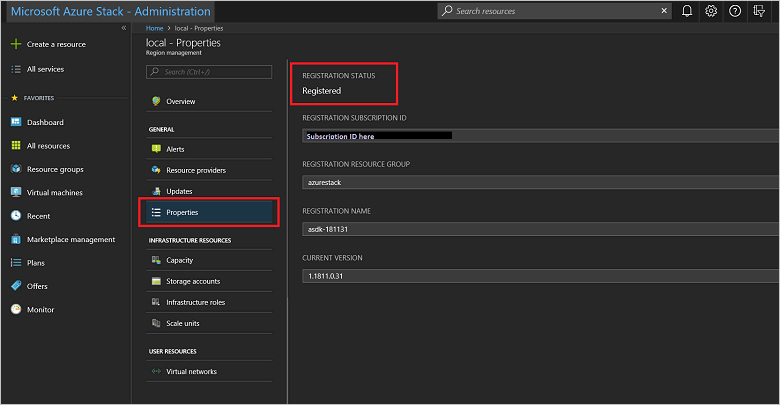 Microsoft Azure Stack - Administration
Search resources
Home > local - Properties
local - Properties
Region management
Create a resource
All services
FAVORITES
Dashboard
All resources
Resource groups
Virtual machines
Recent
Marketplace management
Plans
Offers
Monitor
Search (Ctrl+/)
Overview
GENERAL
Alerts
Resource providers
Updates
Properties
INFRASTRUCTURE RESOURCES
Capacity
Storage accounts
Infrastructure roles
Scale units
USER RESOURCES
Virtual networks
REGISTRATION STATUS
Registered
REGISTRATION SUBSCRIPTION ID
Subscription ID here
REGISTRATION RESOURCE GROUP
azurestack
REGISTRATION NAME
asdk-181131
CURRENT VERSION
1.1811.0.31